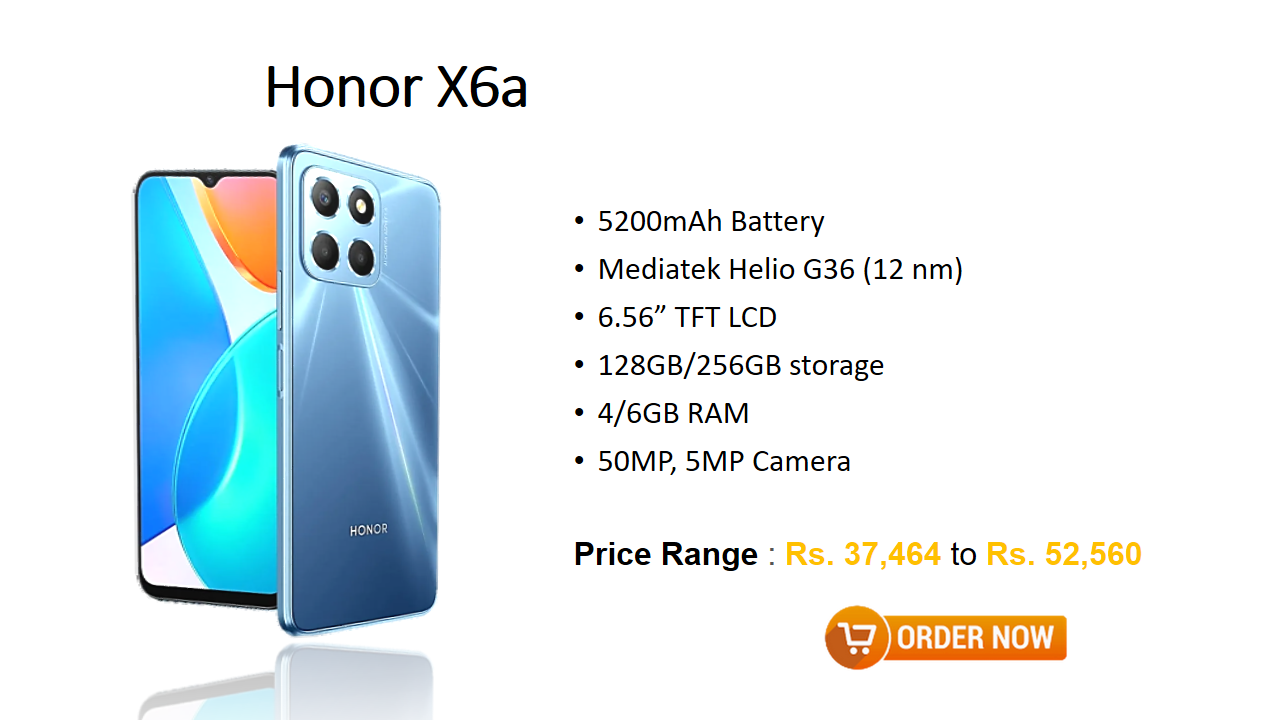 Honor X6a
• 5200mAh Battery
• Mediatek Helio G36 (12 nm)
• 6.56” TFT LCD
• 128GB/256GB storage
• 4/6GB RAM
• 50MP, 5MP Camera
HONOR
Price Range : Rs. 37,464 to Rs. 52,560
ORDER NOW